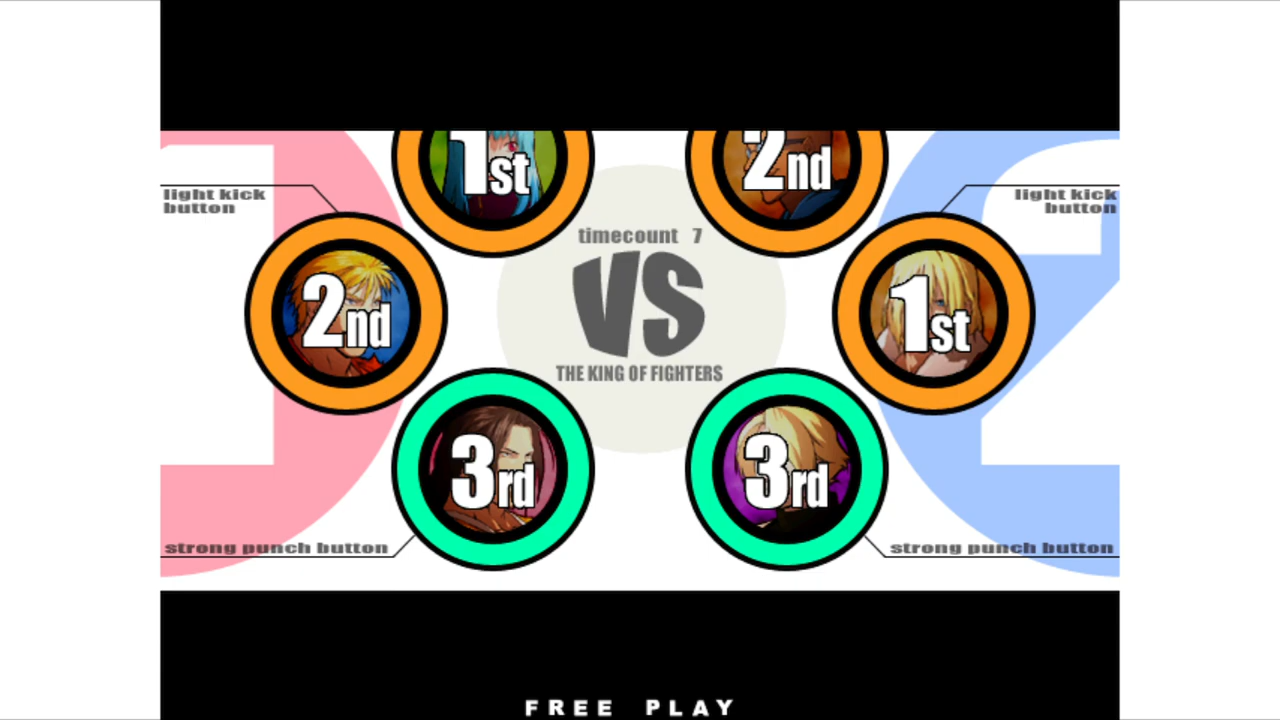 1st
2nd
light kick
button
light kick
button
timecount 7
VS
THE KING OF FIGHTERS
2nd
1st
3rd
3rd
strong punch button
strong punch button
FREE PLAY